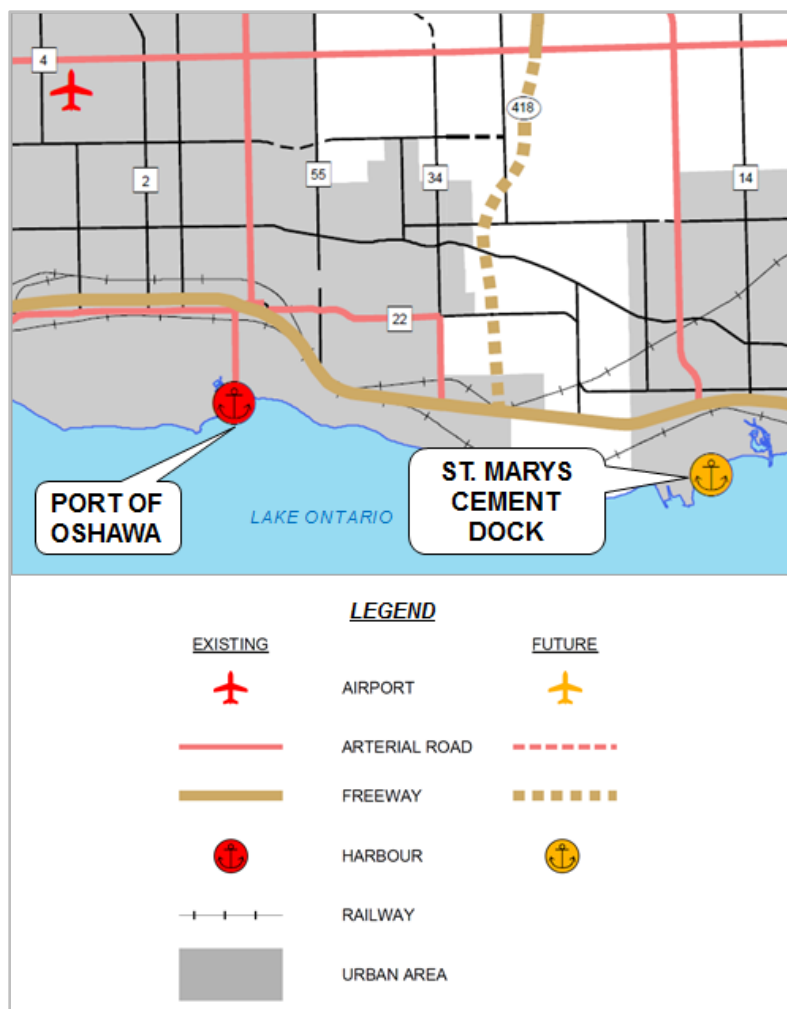 4
418
2
55
34
14
22
PORT OF
OSHAWA
LAKE ONTARIO
ST. MARYS
CEMENT
DOCK
LEGEND
EXISTING
FUTURE
AIRPORT
ARTERIAL ROAD
FREEWAY
HARBOUR
RAILWAY
URBAN AREA